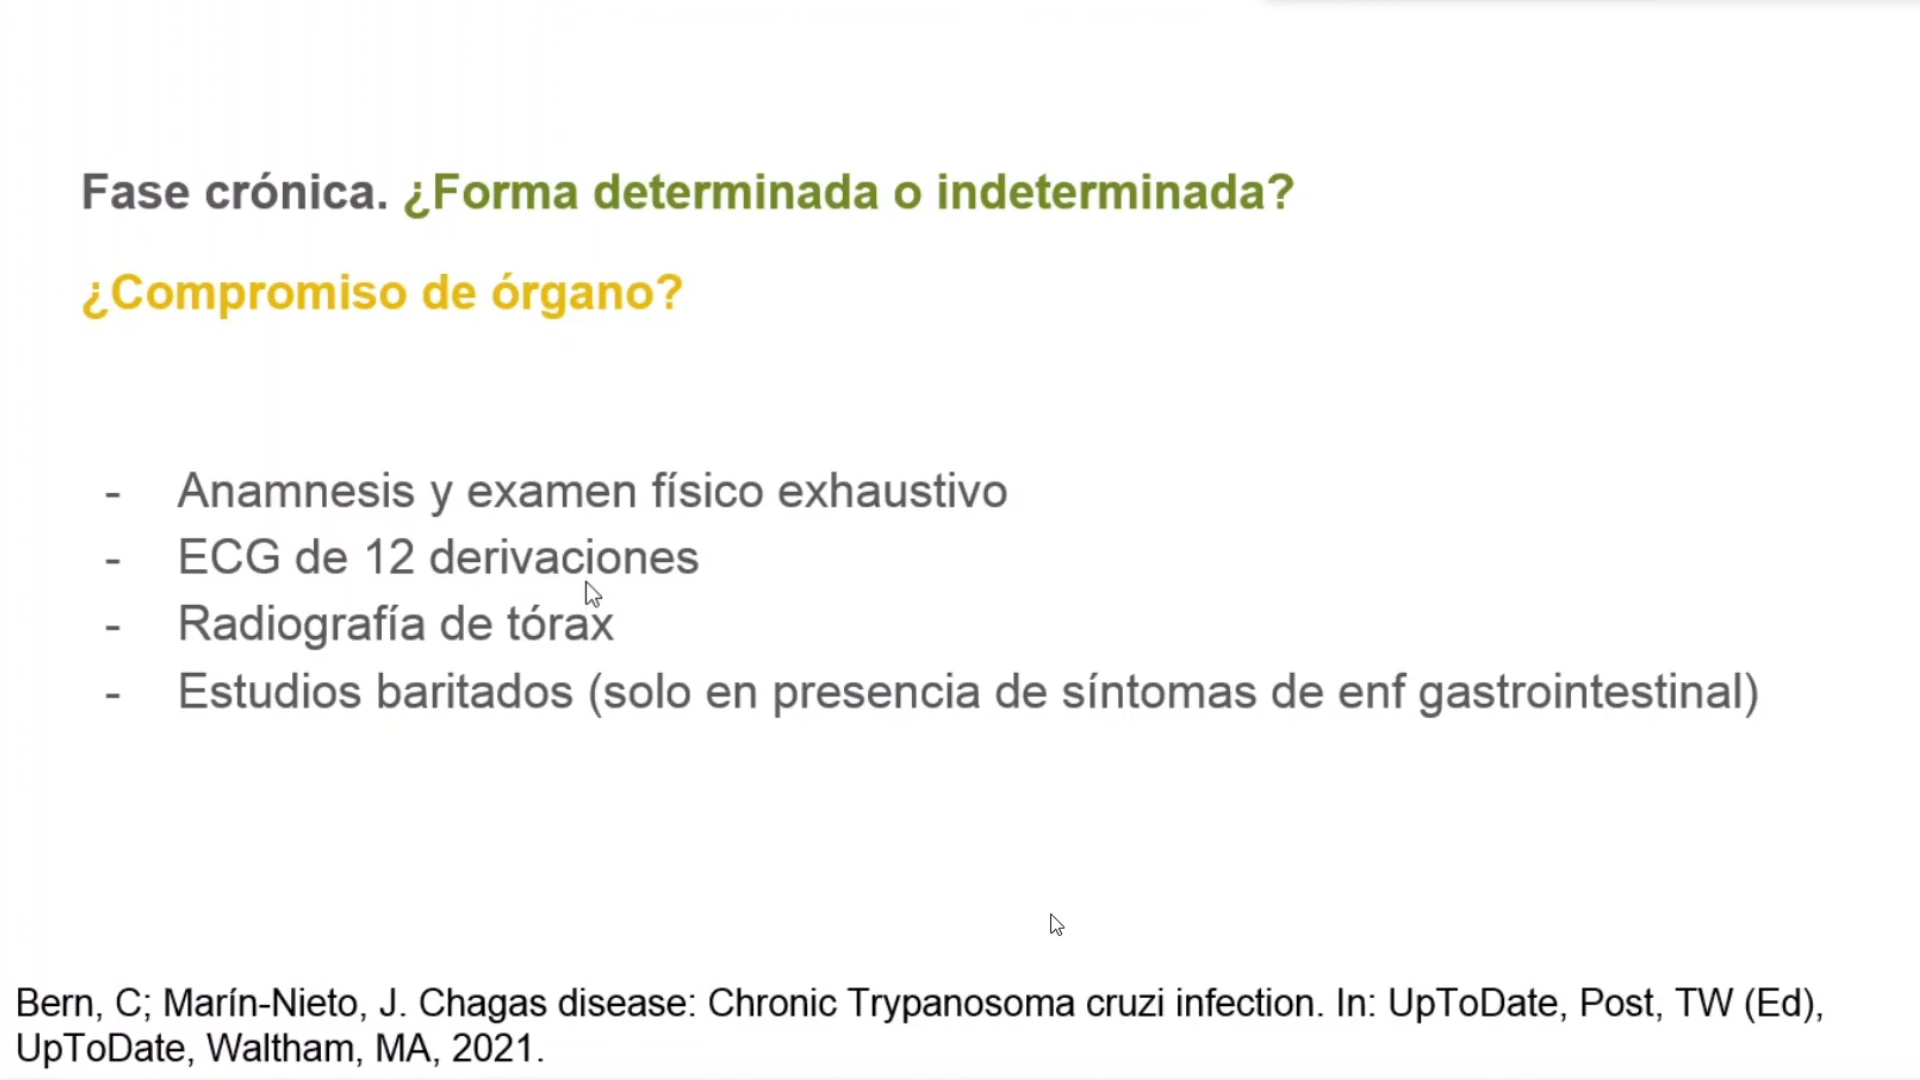 Fase crónica. ¿Forma determinada o indeterminada?
¿Compromiso de órgano?
- Anamnesis y examen físico exhaustivo
- ECG de 12 derivaciones
- Radiografía de tórax
- Estudios baritados (solo en presencia de síntomas de enf gastrointestinal)
Bern, C; Marín-Nieto, J. Chagas disease: Chronic Trypanosoma cruzi infection. In: UpToDate, Post, TW (Ed),
UpToDate, Waltham, MA, 2021.